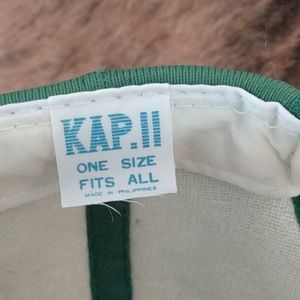 KAP.II
ONE SIZE
FITS ALL
MADE IN PHILIPPINES